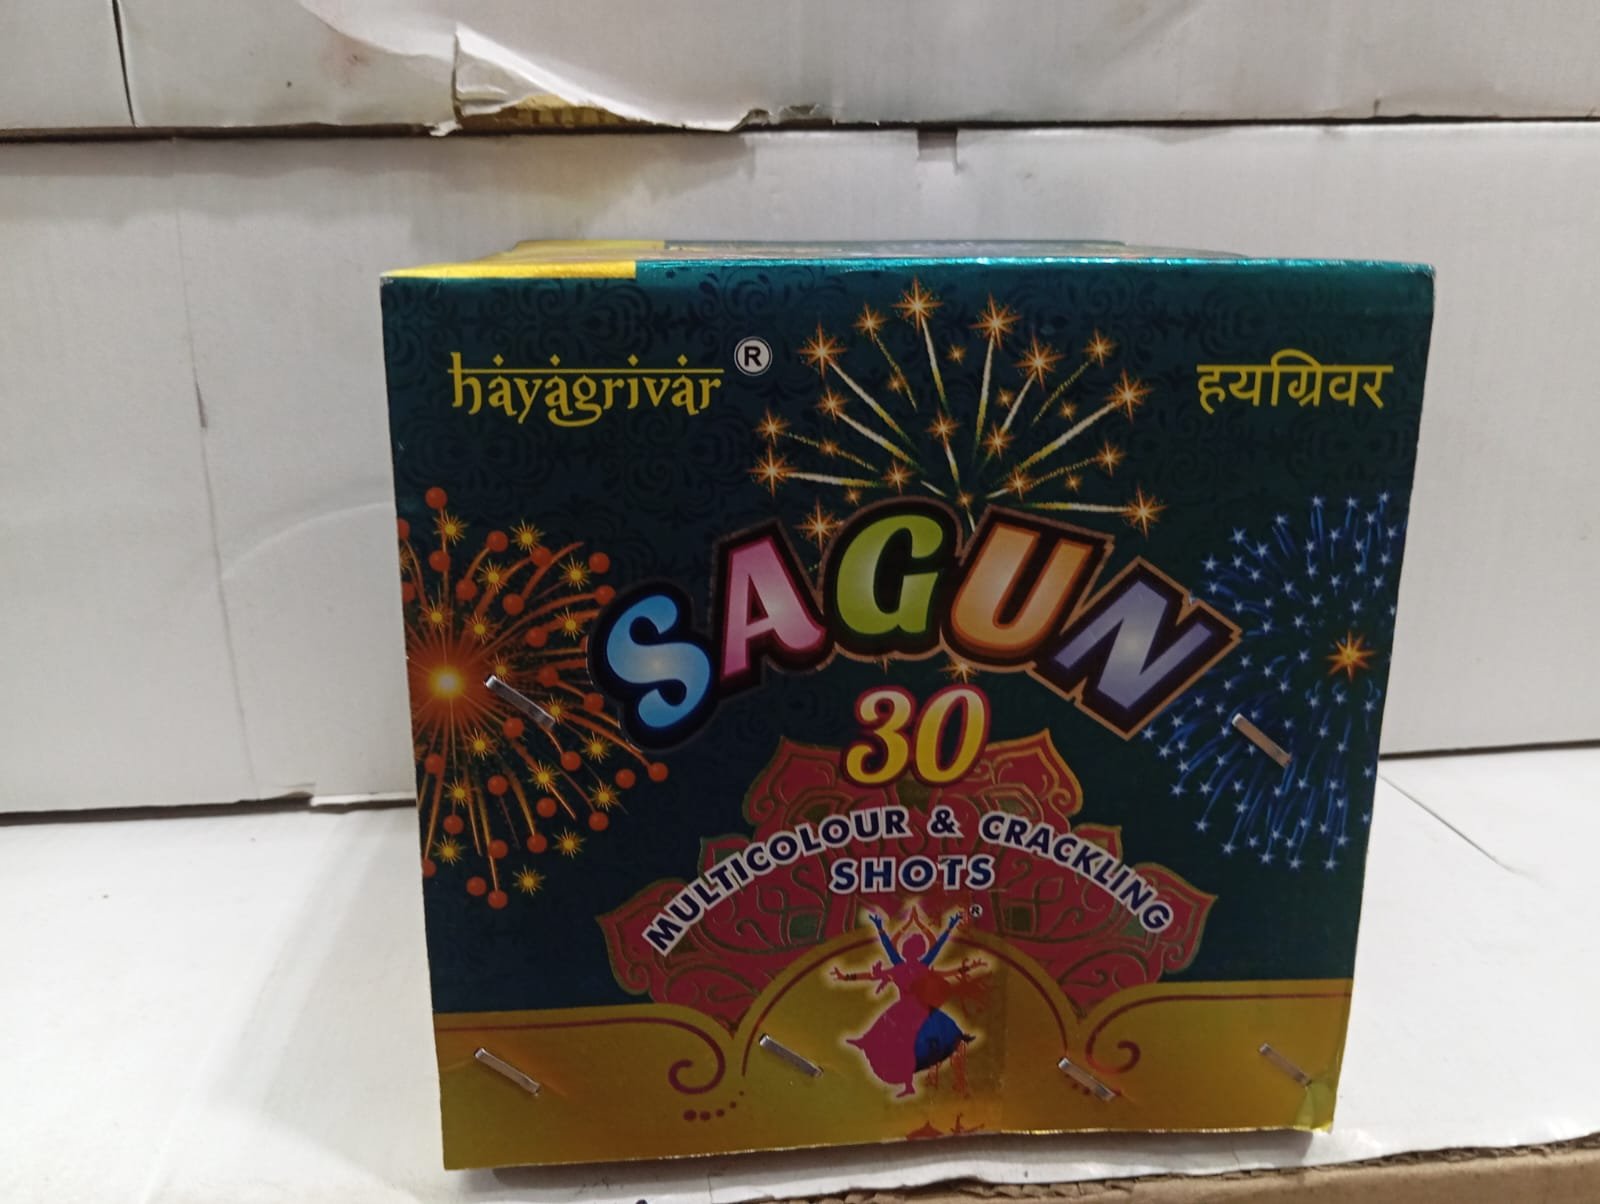 hayagrivar ®
हयग्रिवर
SAGUN
30
MULTICOLOUR & CRACKLING
SHOTS
®